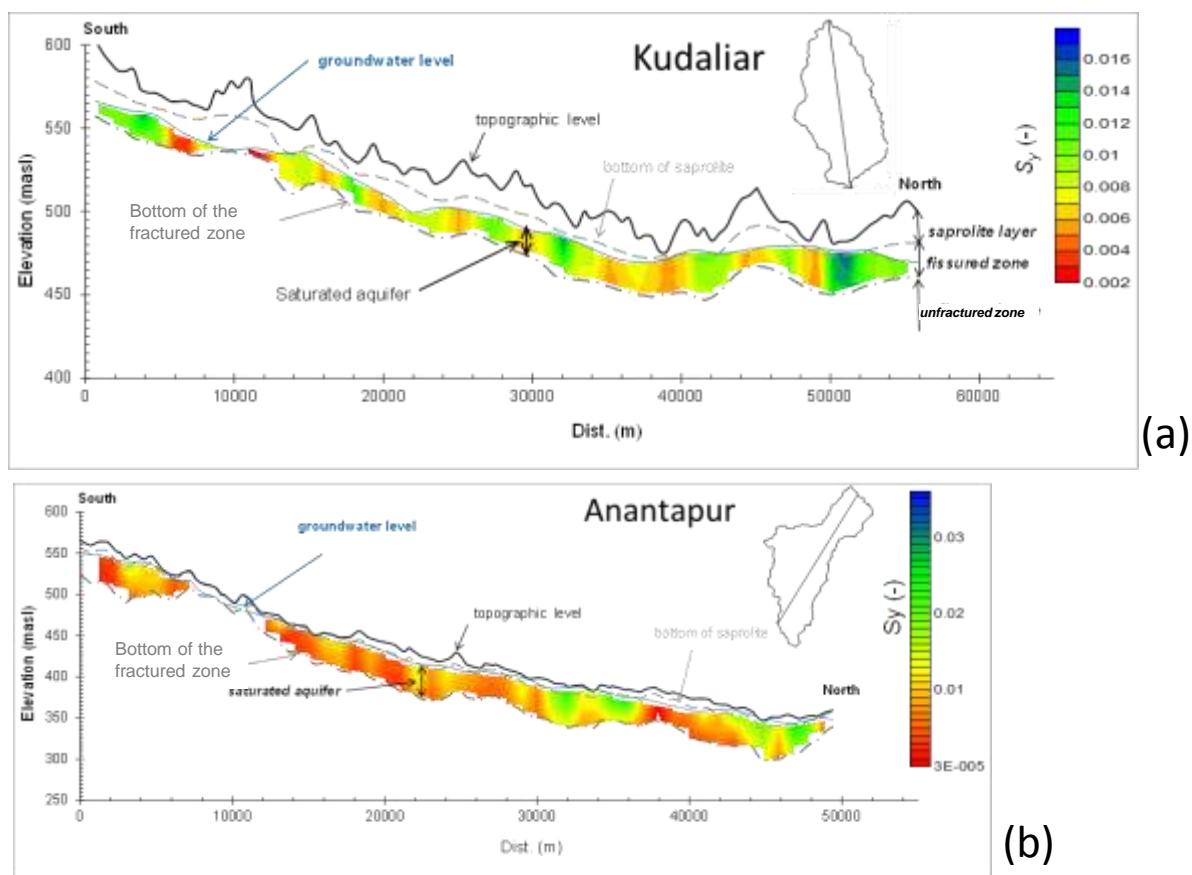 South
Kudaliar
600
groundwater level
topographic level
0.016
0.014
550
bottom of saprolite
0.012
North
0.01
Bottom of the
fractured zone
500
0.008
saprolite layer
0.006
fissured zone
0.004
Saturated aquifer
450
0.002
unfractured zone
400
0
10000
20000
30000
40000
50000
60000
Elevation (masl)
Sy (-)
Dist. (m)
(a)
South
600
Anantapur
groundwater level
550
0.03
500
topographic level
0.02
450
bottom of saprolite
Bottom of the
fractured zone
400
saturated aquifer
North
0.01
350
300
3E-005
250
0
10000
20000
30000
40000
50000
Elevation (masl)
Sy (-)
Dist. (m)
(b)